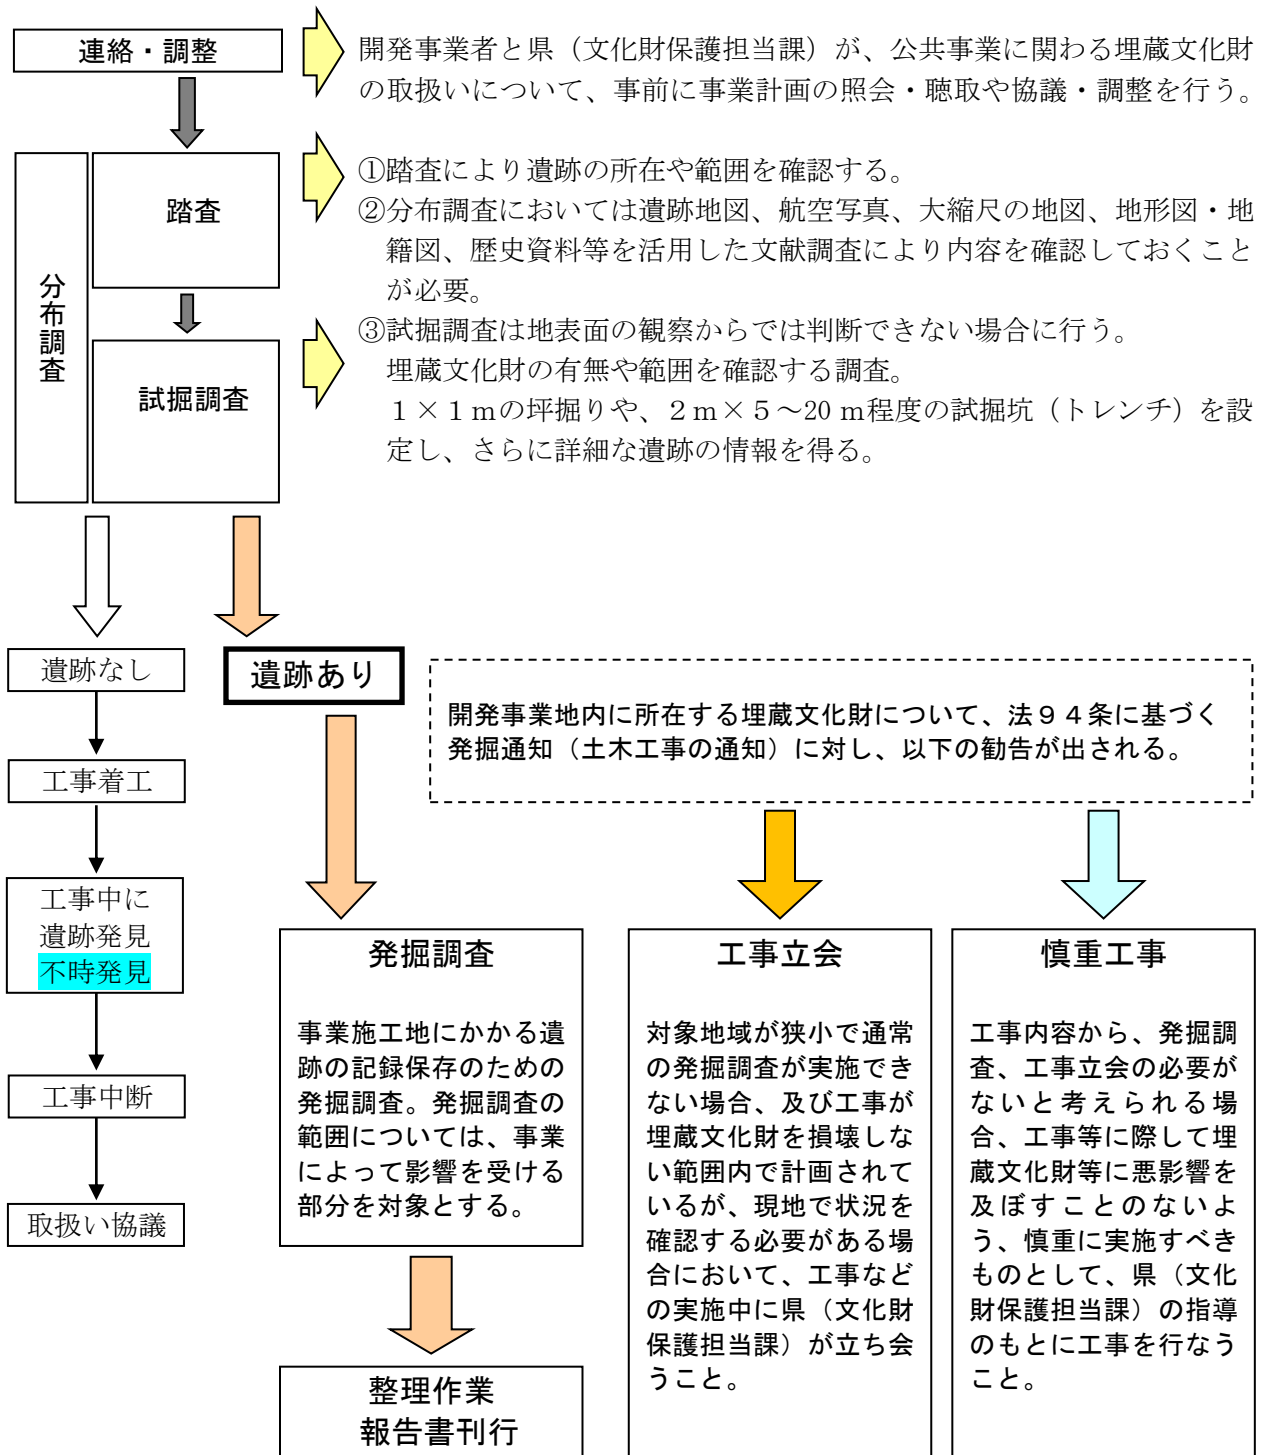 連絡・調整
開発事業者と県（文化財保護担当課）が、公共事業に関わる埋蔵文化財
の取扱いについて、事前に事業計画の照会・聴取や協議・調整を行う。
分布調査
踏査
①踏査により遺跡の所在や範囲を確認する。
②分布調査においては遺跡地図、航空写真、大縮尺の地図、地形図・地
籍図、歴史資料等を活用した文献調査により内容を確認しておくこと
が必要。
試掘調査
③試掘調査は地表面の観察からでは判断できない場合に行う。
埋蔵文化財の有無や範囲を確認する調査。
１×１ｍの坪掘りや、２ｍ×５～20ｍ程度の試掘坑（トレンチ）を設
定し、さらに詳細な遺跡の情報を得る。
遺跡なし
工事着工
工事中に
遺跡発見
不時発見
工事中断
取扱い協議
遺跡あり
開発事業地内に所在する埋蔵文化財について、法９４条に基づく
発掘通知（土木工事の通知）に対し、以下の勧告が出される。
発掘調査
事業施工地にかかる遺
跡の記録保存のための
発掘調査。発掘調査の
範囲については、事業
によって影響を受ける
部分を対象とする。
整理作業
報告書刊行
工事立会
対象地域が狭小で通常
の発掘調査が実施でき
ない場合、及び工事が
埋蔵文化財を損壊しな
い範囲内で計画されて
いるが、現地で状況を
確認する必要がある場
合において、工事など
の実施中に県（文化財
保護担当課）が立ち会
うこと。
慎重工事
工事内容から、発掘調
査、工事立会の必要が
ないと考えられる場
合、工事等に際して埋
蔵文化財等に悪影響を
及ぼすことのないよ
う、慎重に実施すべき
ものとして、県（文化
財保護担当課）の指導
のもとに工事を行なう
こと。